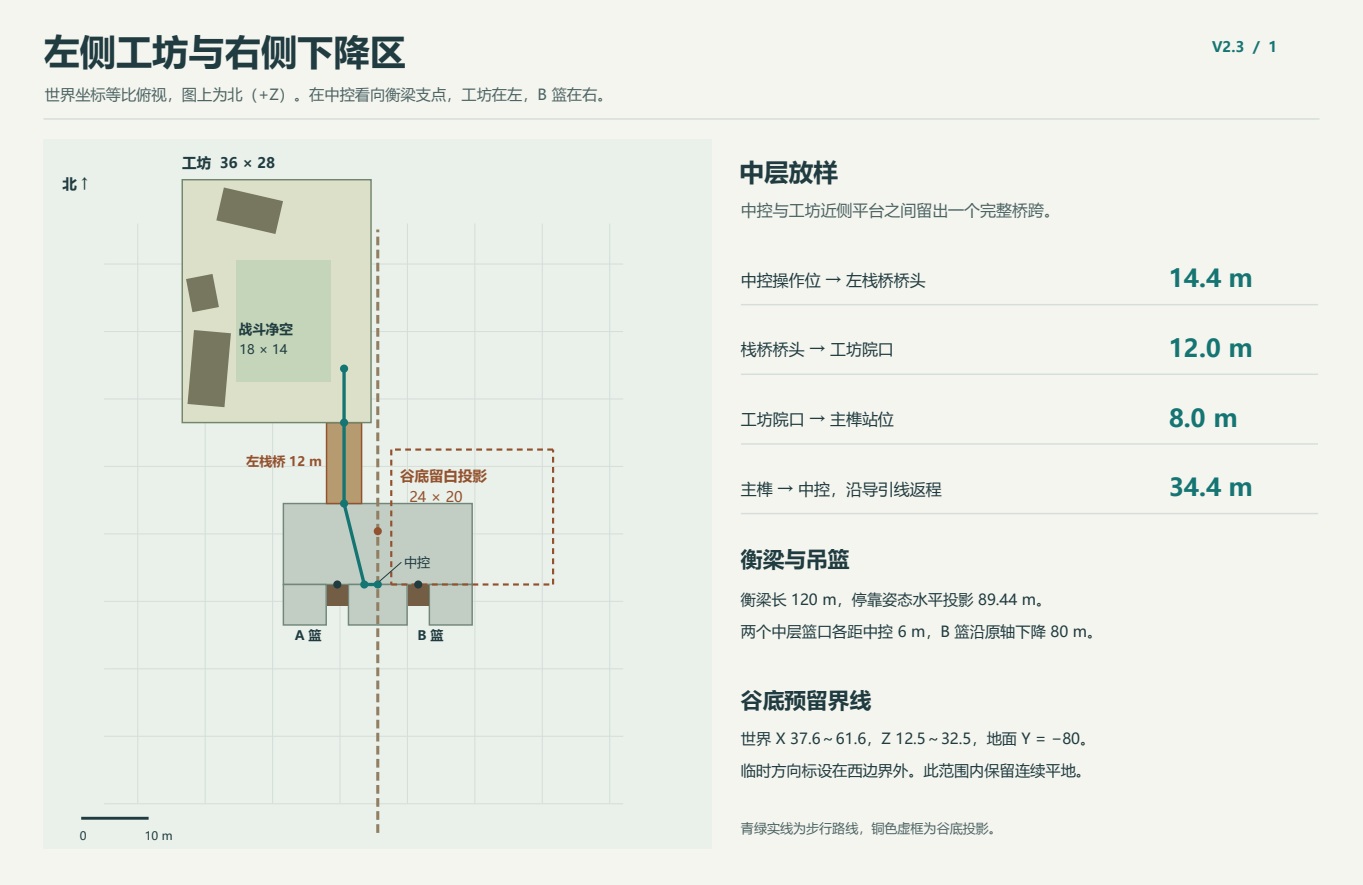 左侧工坊与右侧下降区
V2.3 / 1
世界坐标等比俯视，图上为北（+Z）。在中控看向衡梁支点，工坊在左，B 篮在右。
工坊 36 × 28
北 ↑
战斗净空
18 × 14
左栈桥 12 m
谷底留白投影
24 × 20
中控
A 篮
B 篮
0
10 m
中层放样
中控与工坊近侧平台之间留出一个完整桥跨。
中控操作位 → 左栈桥桥头
14.4 m
栈桥桥头 → 工坊院口
12.0 m
工坊院口 → 主榫站位
8.0 m
主榫 → 中控，沿导引线返程
34.4 m
衡梁与吊篮
衡梁长 120 m，停靠姿态水平投影 89.44 m。
两个中层篮口各距中控 6 m，B 篮沿原轴下降 80 m。
谷底预留界线
世界 X 37.6～61.6，Z 12.5～32.5，地面 Y = −80。
临时方向标设在西边界外。此范围内保留连续平地。
青绿实线为步行路线，铜色虚框为谷底投影。